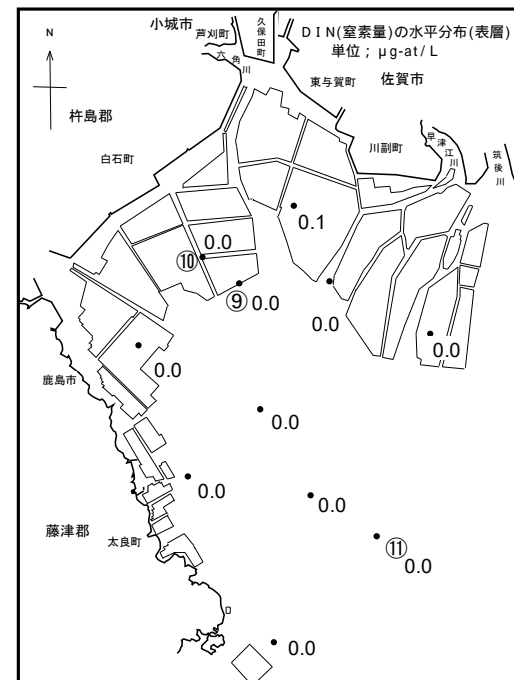 小城市
DIN(窒素量)の水平分布(表層)
単位；μg-at/L
N
芦刈町
久保田町
六角川
東与賀町
佐賀市
杵島郡
白石町
川副町
早津江川
筑後川
0.1
0.0
⑩
⑨ 0.0
0.0
0.0
0.0
鹿島市
0.0
0.0
0.0
⑪
0.0
藤津郡
太良町
0.0